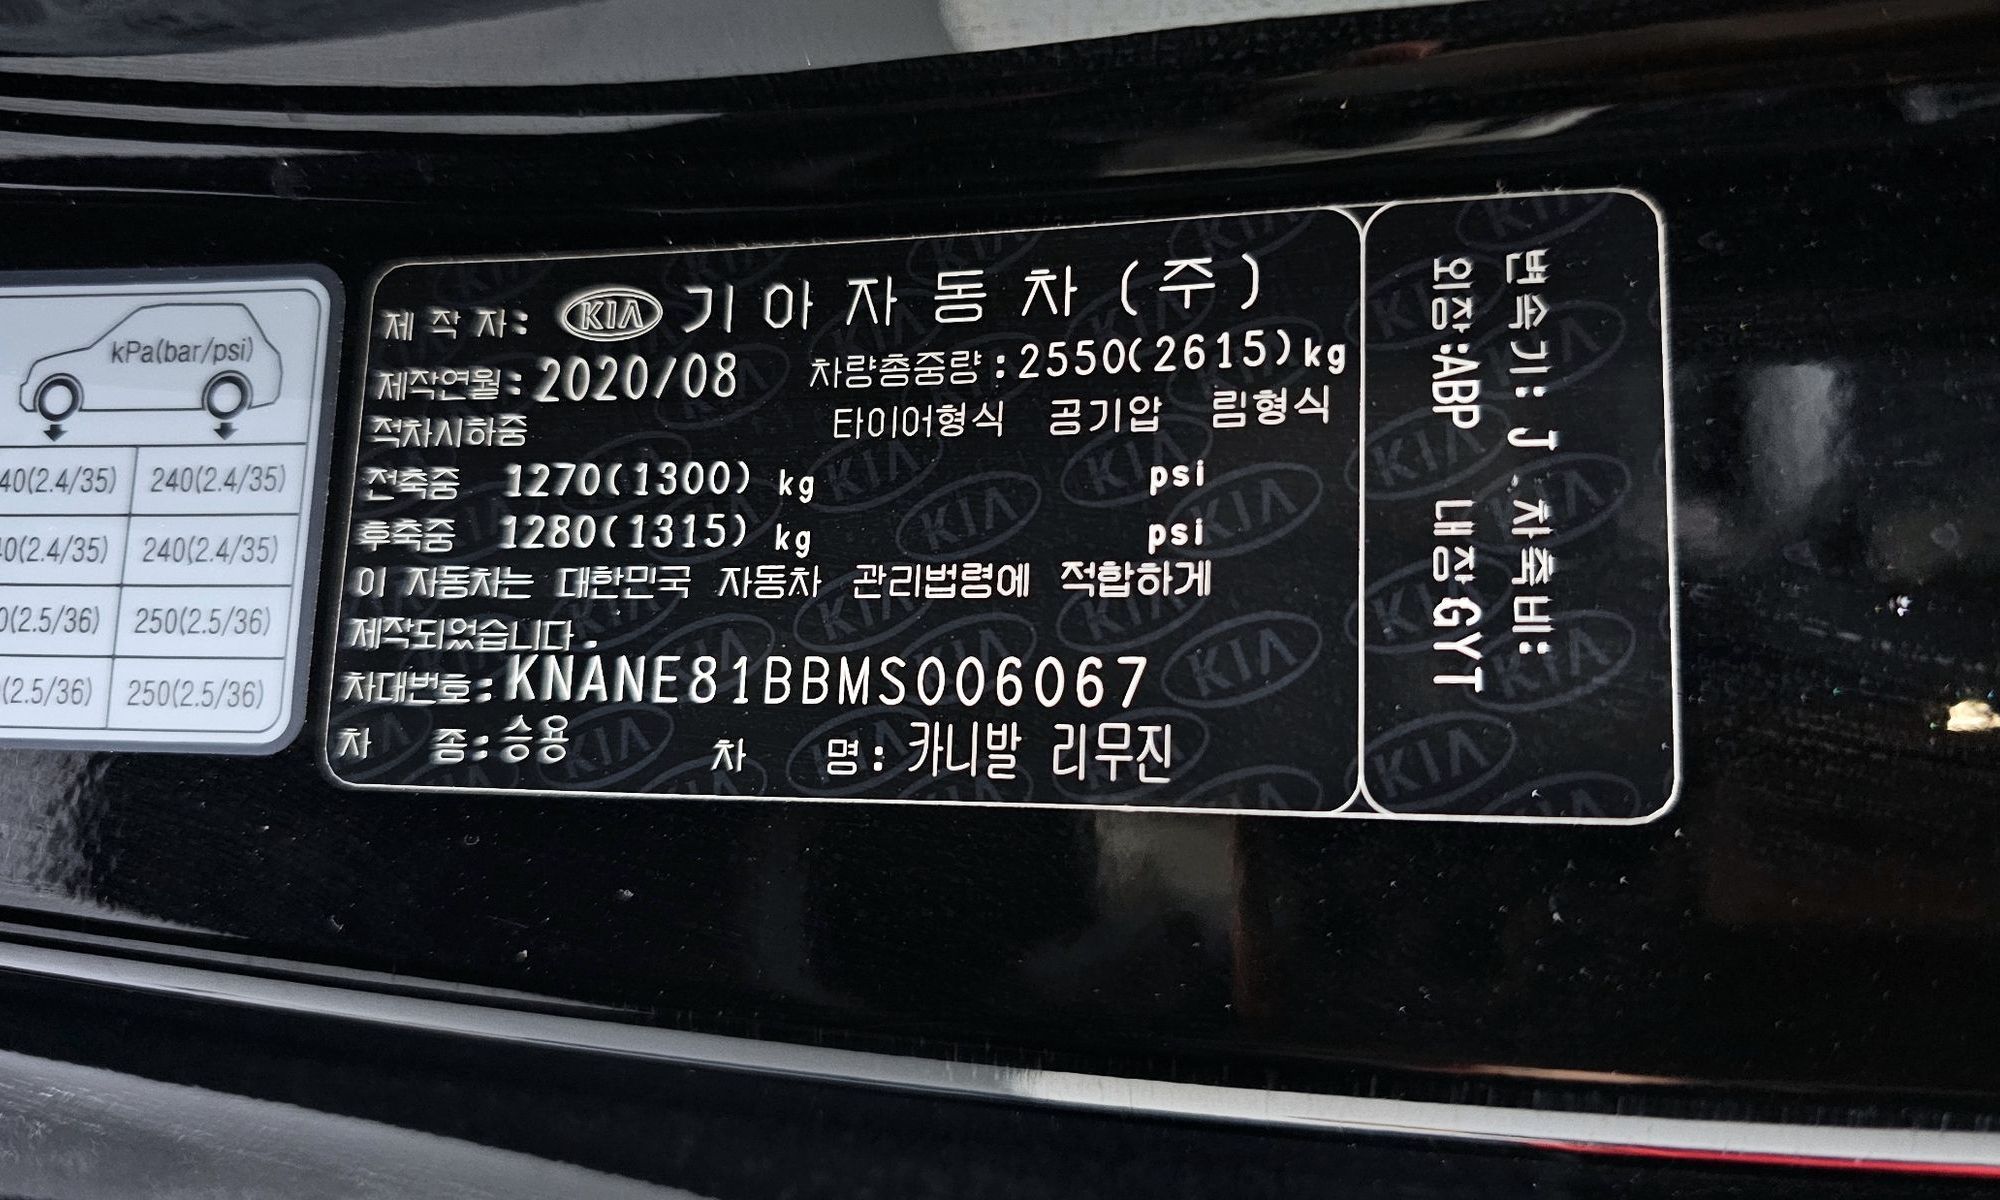 kPa(bar/psi)
40(2.4/35) 240(2.4/35)
0(2.4/35) 240(2.4/35)
0(2.5/36) 250(2.5/36)
(2.5/36) 250(2.5/36)
제 작 자: KIA 기 아 자 동 차 (주)
제작연월: 2020/08 차량총중량: 2550(2615)kg
적차시하중 타이어형식 공기압 림형식
전축중 1270(1300) kg psi
후축중 1280(1315) kg psi
이 자동차는 대한민국 자동차 관리법령에 적합하게
제작되었습니다.
차대번호: KNANE81BBMS006067
차 종: 승용 차 명: 카니발 리무진
변속기: J 차축비:
외장:ABP 내장GYT